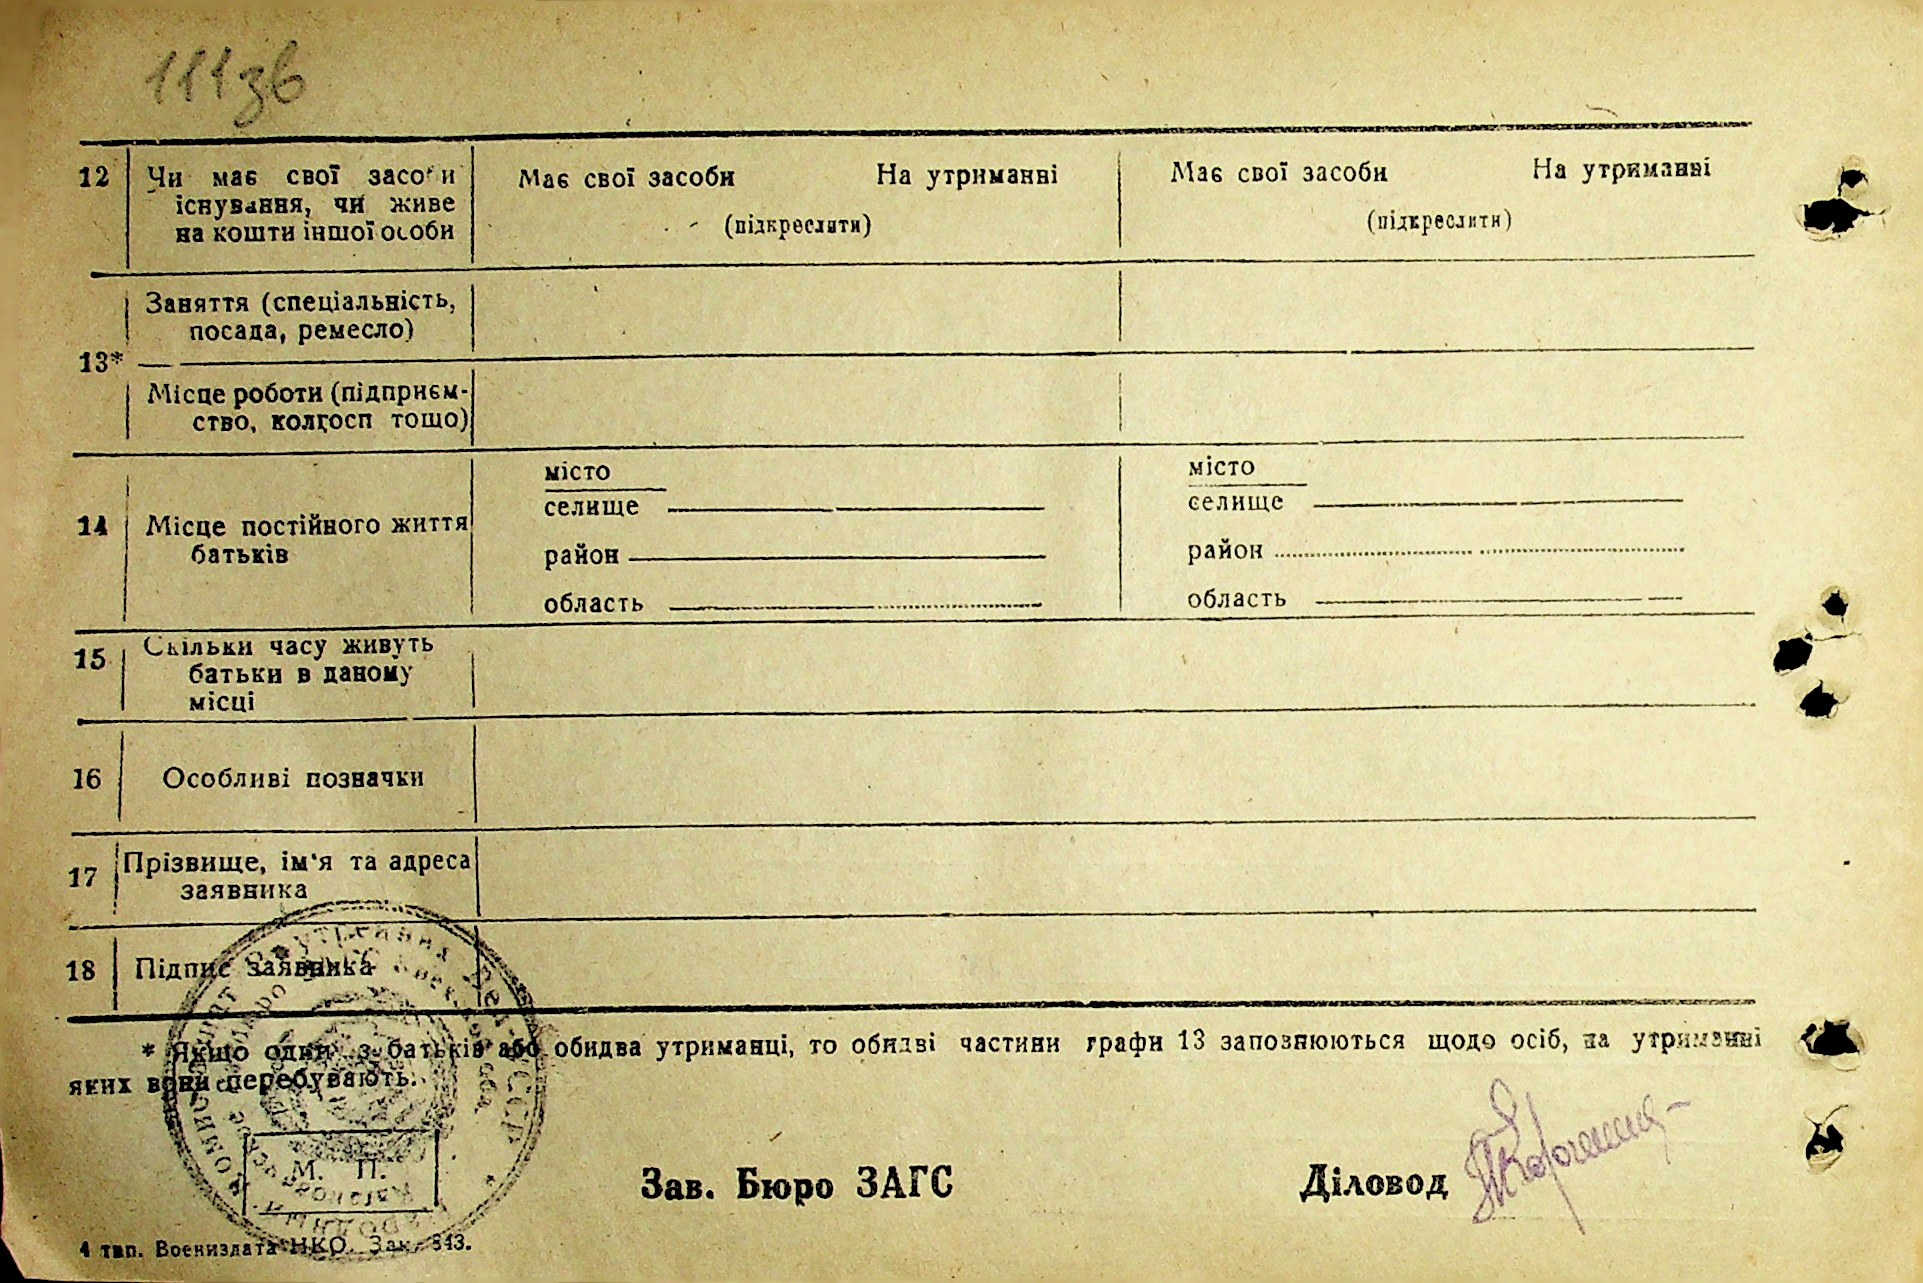 111зв
12 Чи має свої засоби Має свої засоби На утриманні Має свої засоби На утриманні
існування, чи живе (підкреслити) (підкреслити)
на кошти іншої особи
Заняття (спеціальність,
посада, ремесло)
13*
Місце роботи (підприєм-
ство, колгосп тощо)
місто місто
селище селище
14 Місце постійного життя
батьків
район район
область область
15 Скільки часу живуть
батьки в даному
місці
16 Особливі позначки
17 Прізвище, ім'я та адреса
заявника
18 Підпис заявника
* Якщо один з батьків або обидва утриманці, то обидві частини графи 13 запознюються щодо осіб, на утриманні
яких вони перебувають.
М. П.
Зав. Бюро ЗАГС Діловод
4 тип. Воениздата НКО. Зак. 343.